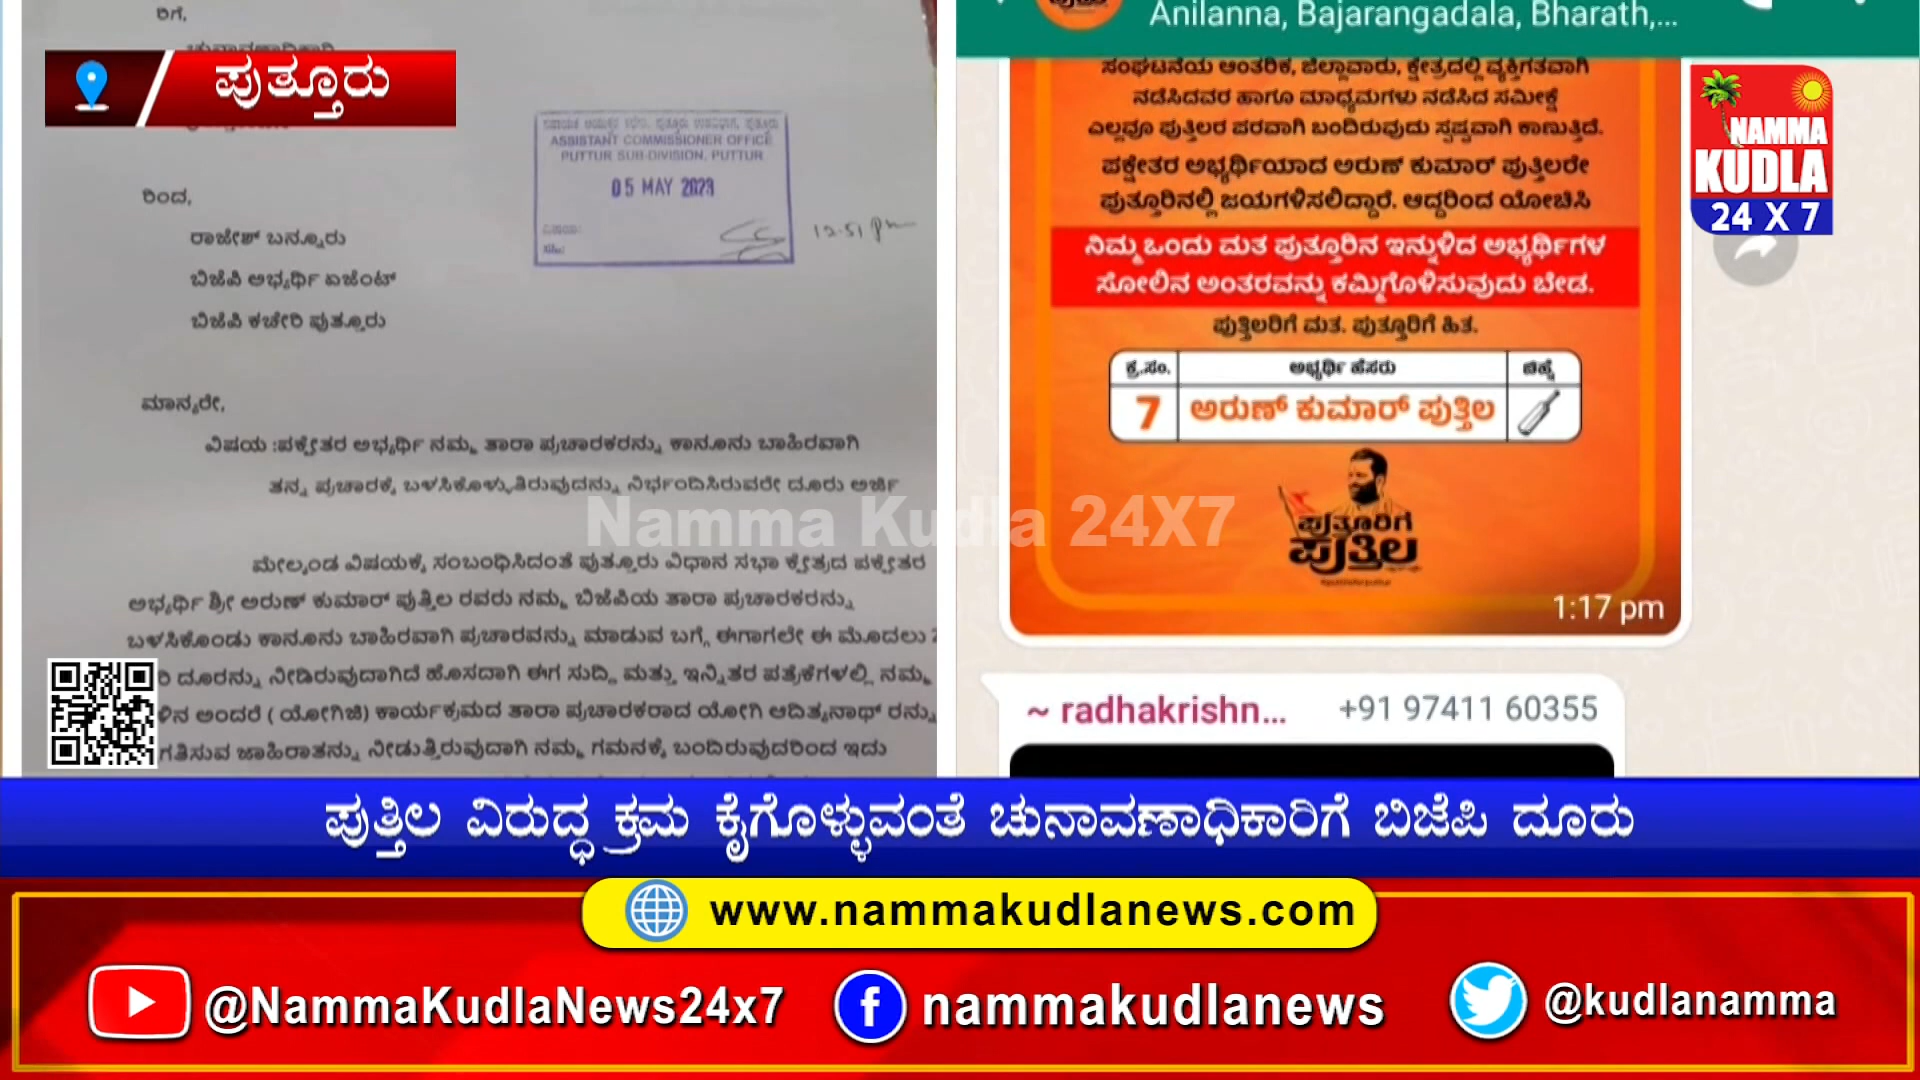 ರಿಗೆ,
ಚುನಾವಣಾಧಿಕಾರಿ
ಪುತ್ತೂರು
ASSISTANT COMMISSIONER OFFICE
PUTTUR SUB-DIVISION, PUTTUR
05 MAY 2023
12.51 pm
ರಿಂದ,
ರಾಜೇಶ್ ಬನ್ನೂರು
ಬಿಜೆಪಿ ಅಭ್ಯರ್ಥಿ ಏಜೆಂಟ್
ಬಿಜೆಪಿ ಕಚೇರಿ ಪುತ್ತೂರು
ಮಾನ್ಯರೇ,
ವಿಷಯ :ಪಕ್ಷೇತರ ಅಭ್ಯರ್ಥಿ ನಮ್ಮ ತಾರಾ ಪ್ರಚಾರಕರನ್ನು ಕಾನೂನು ಬಾಹಿರವಾಗಿ
ತನ್ನ ಪ್ರಚಾರಕ್ಕೆ ಬಳಸಿಕೊಳ್ಳುತಿರುವುದನ್ನು ನಿರ್ಭಂದಿಸಿರುವರೇ ದೂರು ಅರ್ಜಿ
ಮೇಲ್ಕಂಡ ವಿಷಯಕ್ಕೆ ಸಂಬಂಧಿಸಿದಂತೆ ಪುತ್ತೂರು ವಿಧಾನ ಸಭಾ ಕ್ಷೇತ್ರದ ಪಕ್ಷೇತರ
ಅಭ್ಯರ್ಥಿ ಶ್ರೀ ಅರುಣ್ ಕುಮಾರ್ ಪುತ್ತಿಲ ರವರು ನಮ್ಮ ಬಿಜೆಪಿಯ ತಾರಾ ಪ್ರಚಾರಕರನ್ನು
ಬಳಸಿಕೊಂಡು ಕಾನೂನು ಬಾಹಿರವಾಗಿ ಪ್ರಚಾರವನ್ನು ಮಾಡುವ ಬಗ್ಗೆ ಈಗಾಗಲೇ ಈ ಮೊದಲು
ರಿ ದೂರನ್ನು ನೀಡಿರುವುದಾಗಿದೆ ಹೊಸದಾಗಿ ಈಗ ಸುದ್ದಿ ಮತ್ತು ಇನ್ನಿತರ ಪತ್ರಿಕೆಗಳಲ್ಲಿ ನಮ್ಮ
ಳಿನ ಅಂದರೆ ( ಯೋಗಿಜಿ) ಕಾರ್ಯಕ್ರಮದ ತಾರಾ ಪ್ರಚಾರಕರಾದ ಯೋಗಿ ಆದಿತ್ಯನಾಥ್ ರನ್ನು
ಗತಿಸುವ ಜಾಹಿರಾತನ್ನು ನೀಡುತ್ತಿರುವುದಾಗಿ ನಮ್ಮ ಗಮನಕ್ಕೆ ಬಂದಿರುವುದರಿಂದ ಇದು
Anilanna, Bajarangadala, Bharath,...
ಸಂಘಟನೆಯ ಆಂತರಿಕ, ಜಿಲ್ಲಾವಾರು, ಕ್ಷೇತ್ರದಲ್ಲಿ ವ್ಯಕ್ತಿಗತವಾಗಿ
ನಡೆಸಿದವರ ಹಾಗೂ ಮಾಧ್ಯಮಗಳು ನಡೆಸಿದ ಸಮೀಕ್ಷೆ
ಎಲ್ಲವೂ ಪುತ್ತಿಲರ ಪರವಾಗಿ ಬಂದಿರುವುದು ಸ್ಪಷ್ಟವಾಗಿ ಕಾಣುತ್ತಿದೆ.
ಪಕ್ಷೇತರ ಅಭ್ಯರ್ಥಿಯಾದ ಅರುಣ್ ಕುಮಾರ್ ಪುತ್ತಿಲರೇ
ಪುತ್ತೂರಿನಲ್ಲಿ ಜಯಗಳಿಸಲಿದ್ದಾರೆ. ಆದ್ದರಿಂದ ಯೋಚಿಸಿ
ನಿಮ್ಮ ಒಂದು ಮತ ಪುತ್ತೂರಿನ ಇನ್ನುಳಿದ ಅಭ್ಯರ್ಥಿಗಳ
ಸೋಲಿನ ಅಂತರವನ್ನು ಕಮ್ಮಿಗೊಳಿಸುವುದು ಬೇಡ.
ಪುತ್ತಿಲರಿಗೆ ಮತ. ಪುತ್ತೂರಿಗೆ ಹಿತ.
ಕ್ರ.ಸಂ. ಅಭ್ಯರ್ಥಿ ಹೆಸರು ಚಿಹ್ನೆ
7 ಅರುಣ್ ಕುಮಾರ್ ಪುತ್ತಿಲ
ಪುತ್ತೂರಿಗೆ
ಪುತ್ತಿಲ
1:17 pm
~ radhakrishn... +91 97411 60355
NAMMA
KUDLA
24 X 7
Namma Kudla 24X7
ಪುತ್ತಿಲ ವಿರುದ್ಧ ಕ್ರಮ ಕೈಗೊಳ್ಳುವಂತೆ ಚುನಾವಣಾಧಿಕಾರಿಗೆ ಬಿಜೆಪಿ ದೂರು
www.nammakudlanews.com
@NammaKudlaNews24x7 nammakudlanews @kudlanamma